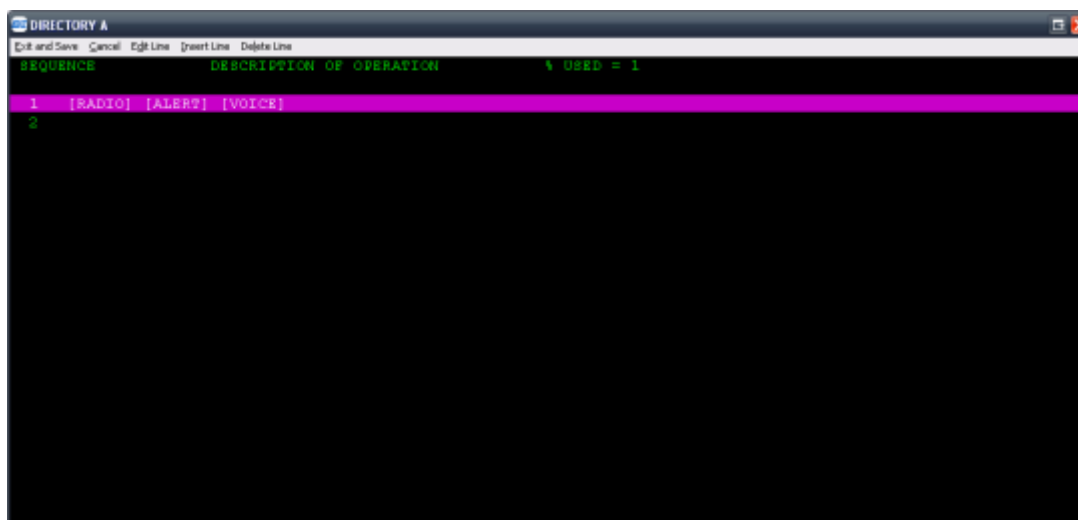 DIRECTORY A
Exit and Save Cancel Edit Line Insert Line Delete Line
SEQUENCE DESCRIPTION OF OPERATION % USED = 1
1 [RADIO] [ALERT] [VOICE]
2